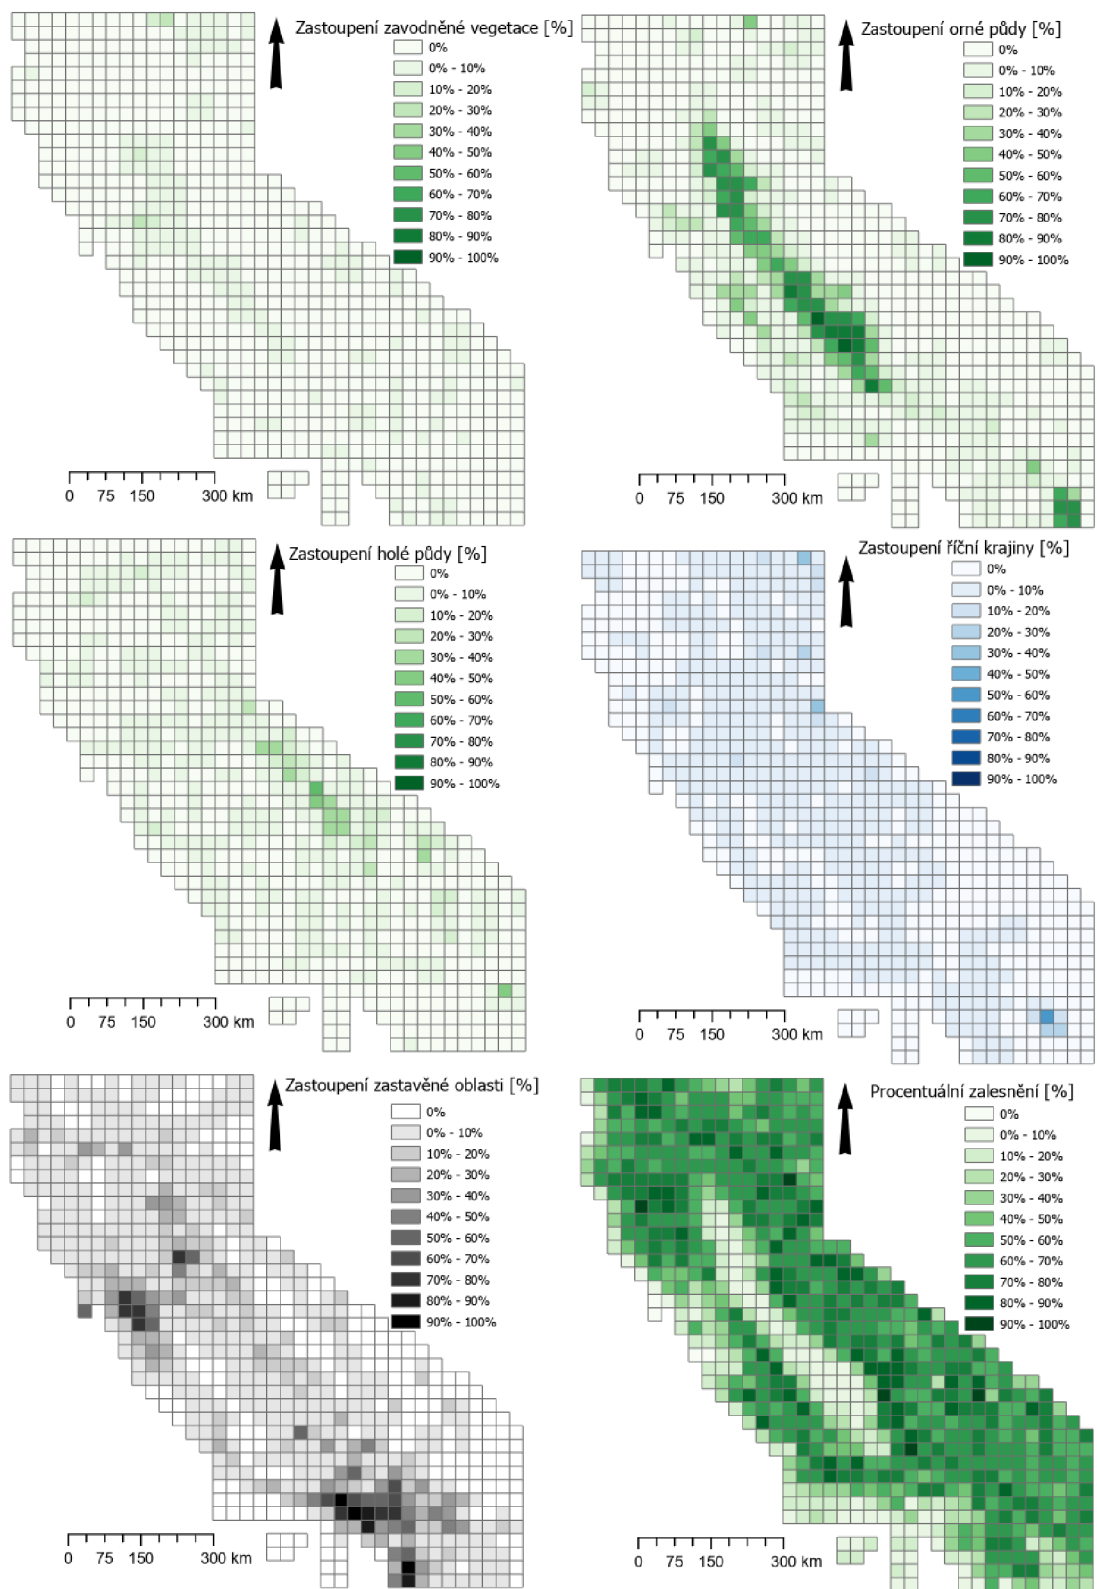 Zastoupení zavodněné vegetace [%]
0%
0% - 10%
10% - 20%
20% - 30%
30% - 40%
40% - 50%
50% - 60%
60% - 70%
70% - 80%
80% - 90%
90% - 100%
0 75 150 300 km
Zastoupení orné půdy [%]
0%
0% - 10%
10% - 20%
20% - 30%
30% - 40%
40% - 50%
50% - 60%
60% - 70%
70% - 80%
80% - 90%
90% - 100%
0 75 150 300 km
Zastoupení holé půdy [%]
0%
0% - 10%
10% - 20%
20% - 30%
30% - 40%
40% - 50%
50% - 60%
60% - 70%
70% - 80%
80% - 90%
90% - 100%
0 75 150 300 km
Zastoupení říční krajiny [%]
0%
0% - 10%
10% - 20%
20% - 30%
30% - 40%
40% - 50%
50% - 60%
60% - 70%
70% - 80%
80% - 90%
90% - 100%
0 75 150 300 km
Zastoupení zastavěné oblasti [%]
0%
0% - 10%
10% - 20%
20% - 30%
30% - 40%
40% - 50%
50% - 60%
60% - 70%
70% - 80%
80% - 90%
90% - 100%
0 75 150 300 km
Procentuální zalesnění [%]
0%
0% - 10%
10% - 20%
20% - 30%
30% - 40%
40% - 50%
50% - 60%
60% - 70%
70% - 80%
80% - 90%
90% - 100%
0 75 150 300 km